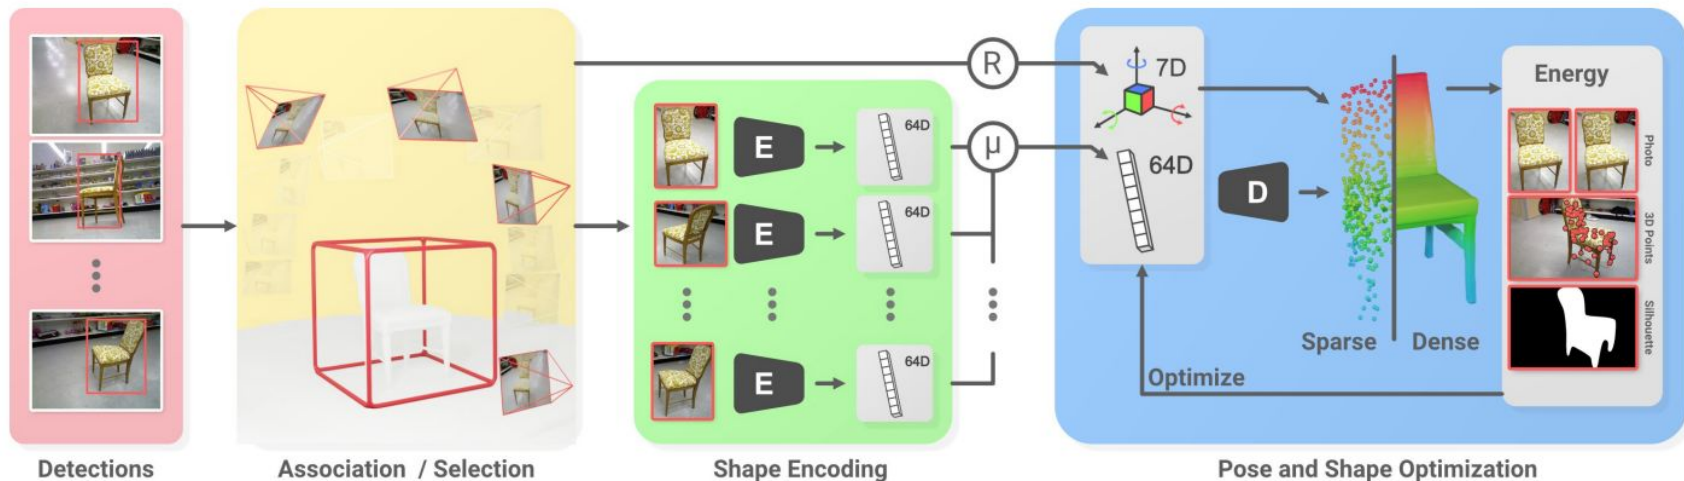 R
7D
Energy
E
64D
μ
64D
Photo
E
64D
D
3D Points
E
64D
Sparse
Dense
Silhouette
Optimize
Detections
Association / Selection
Shape Encoding
Pose and Shape Optimization